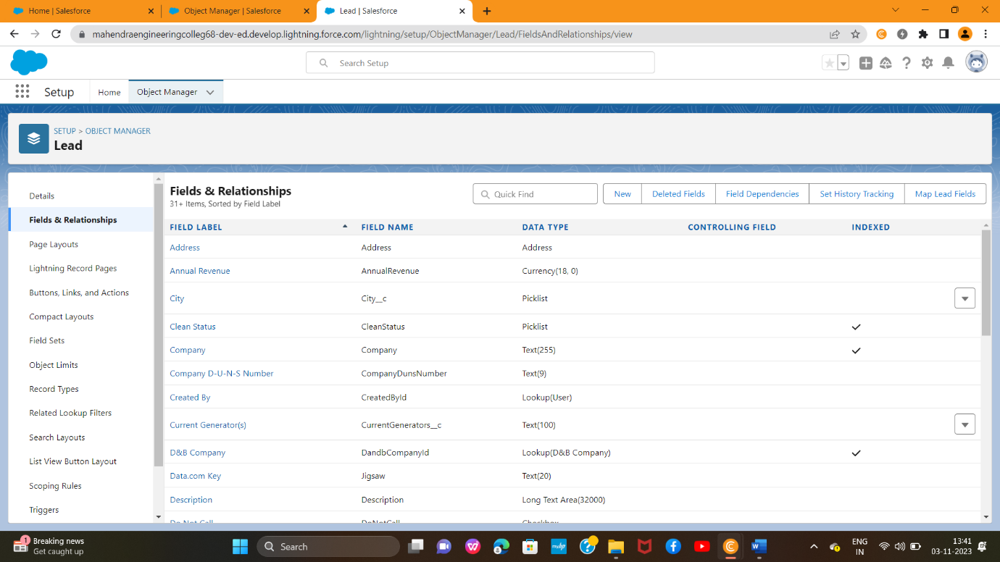 Home | Salesforce
Object Manager | Salesforce
Lead | Salesforce
mahendraengineeringcolleg68-dev-ed.develop.lightning.force.com/lightning/setup/ObjectManager/Lead/FieldsAndRelationships/view
Search Setup
Setup
Home
Object Manager
SETUP > OBJECT MANAGER
Lead
Details
Fields & Relationships
Page Layouts
Lightning Record Pages
Buttons, Links, and Actions
Compact Layouts
Field Sets
Object Limits
Record Types
Related Lookup Filters
Search Layouts
List View Button Layout
Scoping Rules
Triggers
Fields & Relationships
31+ Items, Sorted by Field Label
Quick Find
New
Deleted Fields
Field Dependencies
Set History Tracking
Map Lead Fields
FIELD LABEL FIELD NAME DATA TYPE CONTROLLING FIELD INDEXED
Address Address Address
Annual Revenue AnnualRevenue Currency(18, 0)
City City__c Picklist
Clean Status CleanStatus Picklist
Company Company Text(255)
Company D-U-N-S Number CompanyDunsNumber Text(9)
Created By CreatedById Lookup(User)
Current Generator(s) CurrentGenerators__c Text(100)
D&B Company DandbCompanyId Lookup(D&B Company)
Data.com Key Jigsaw Text(20)
Description Description Long Text Area(32000)
Do Not Call DoNotCall Checkbox
1
Breaking news
Get caught up
Search
myhp
ENG
IN
13:41
03-11-2023